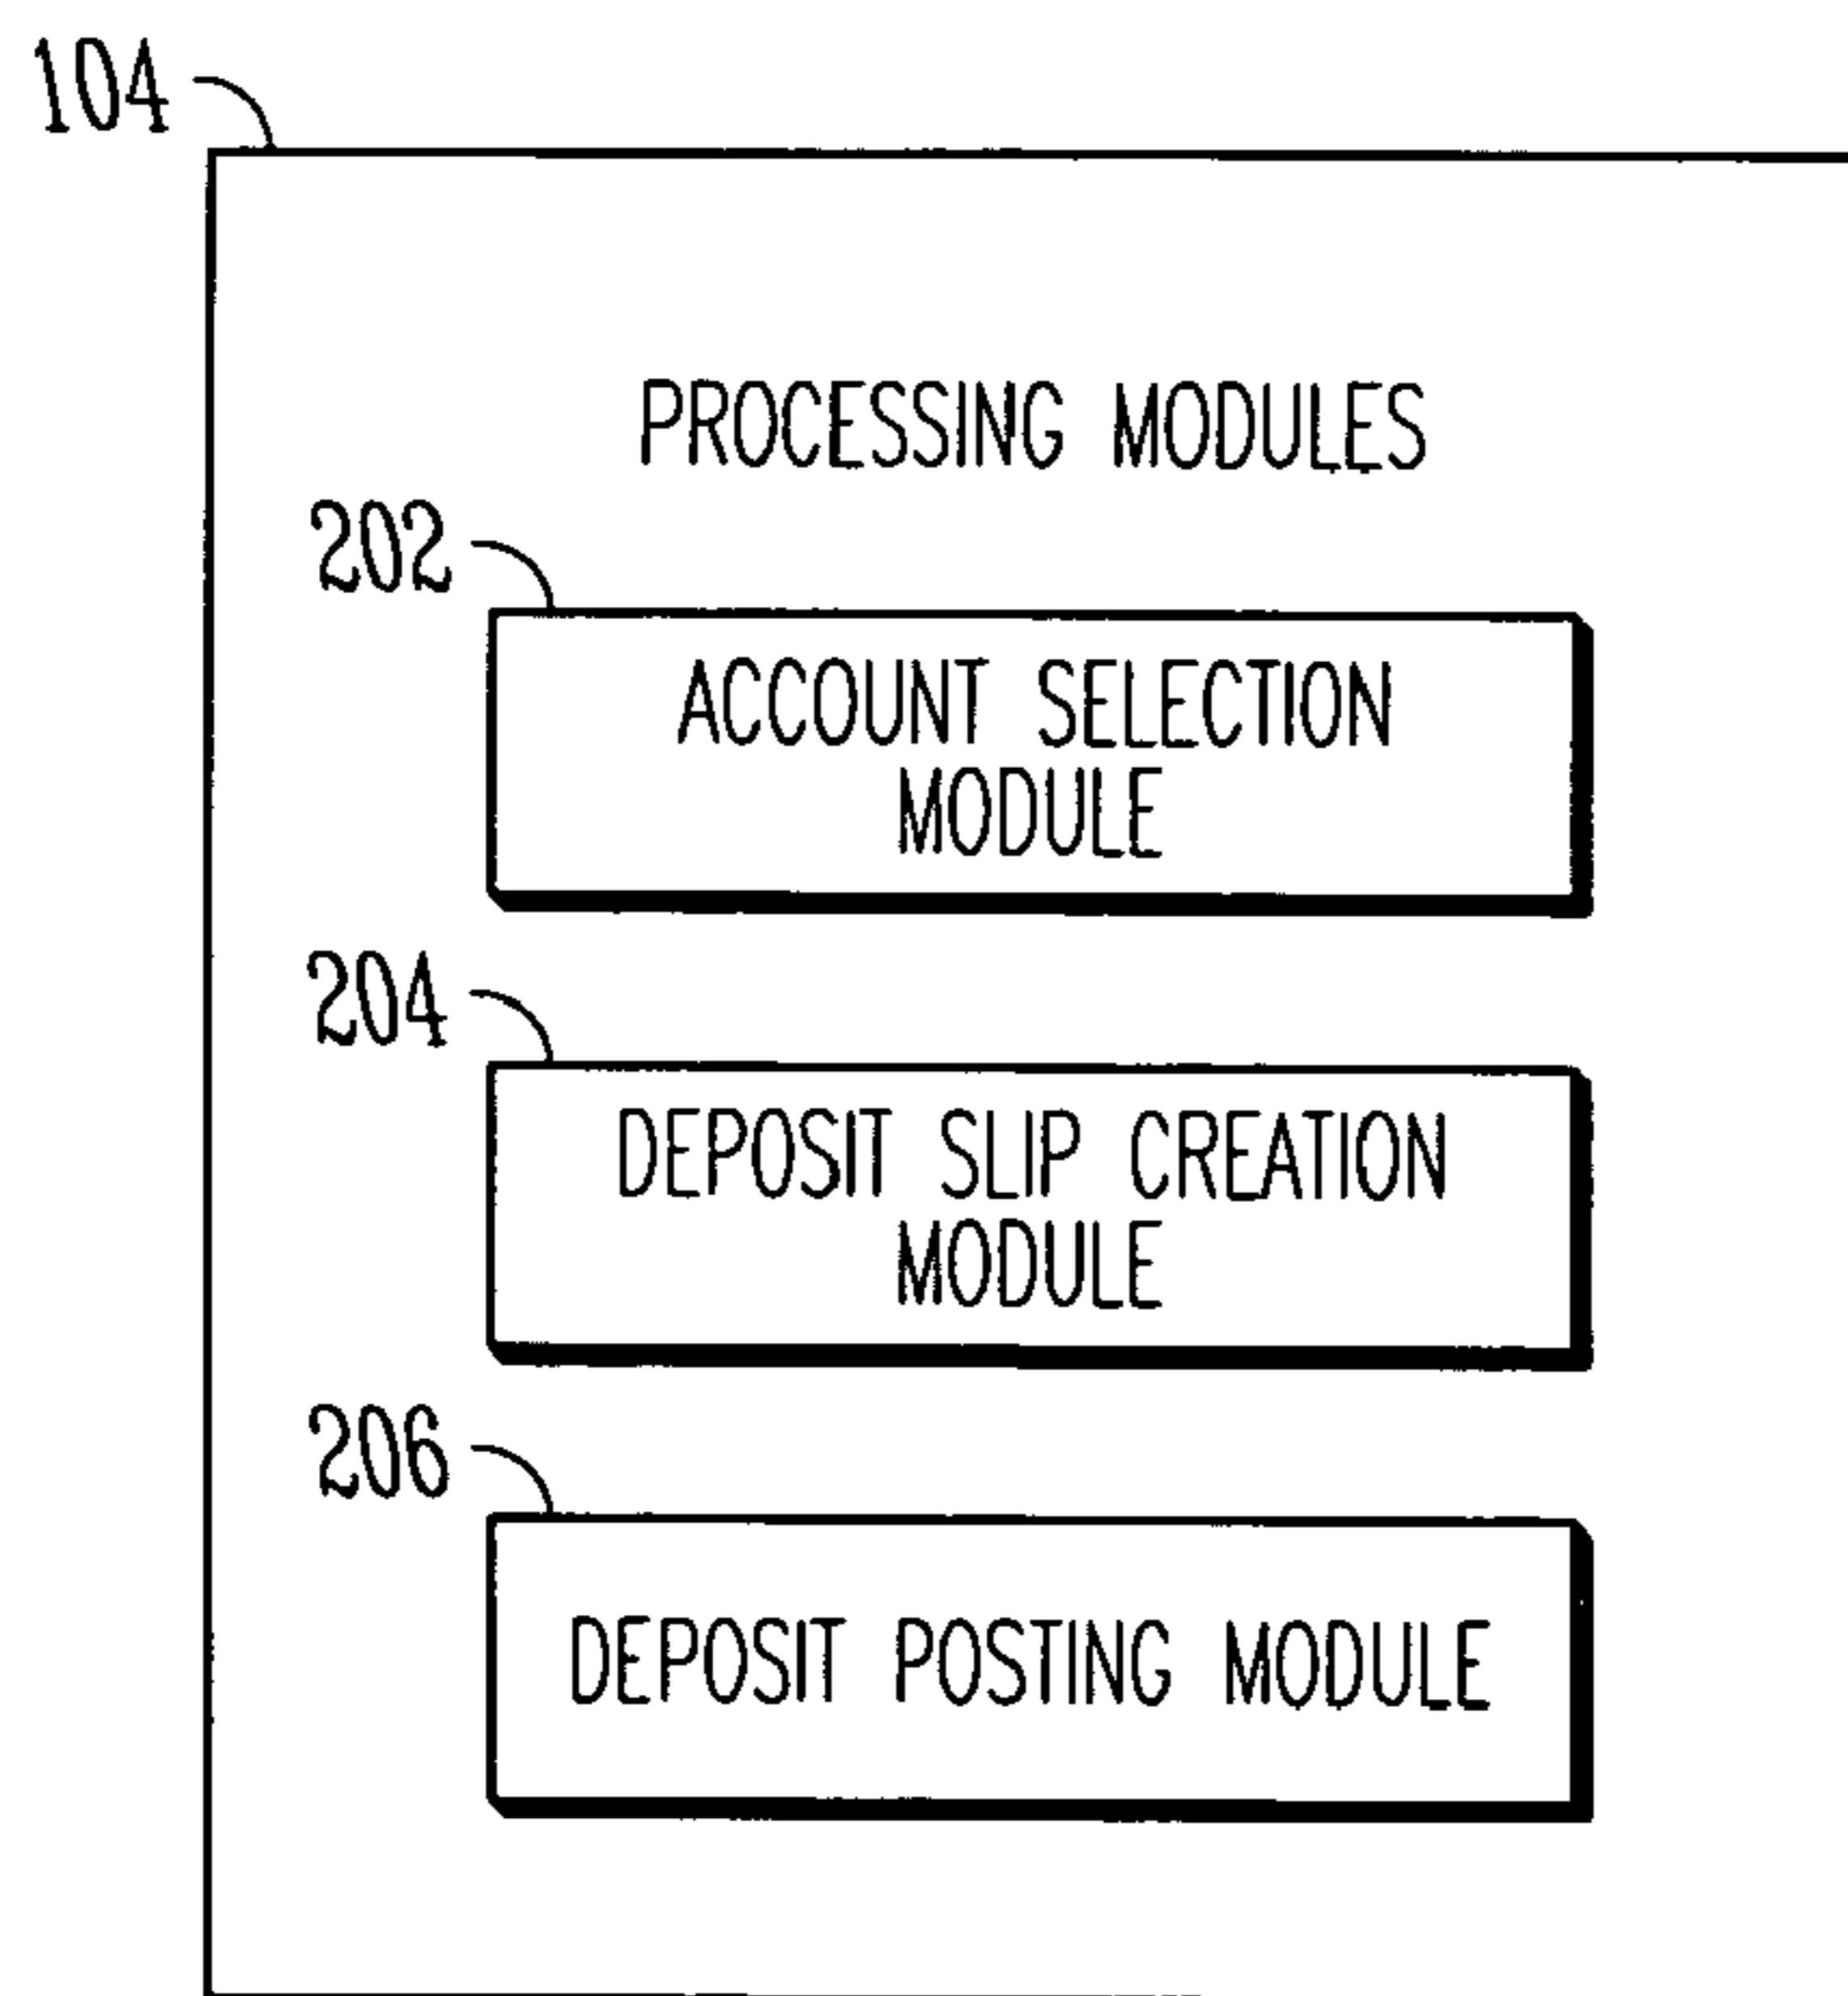 104
PROCESSING MODULES
202
ACCOUNT SELECTION
MODULE
204
DEPOSIT SLIP CREATION
MODULE
206
DEPOSIT POSTING MODULE